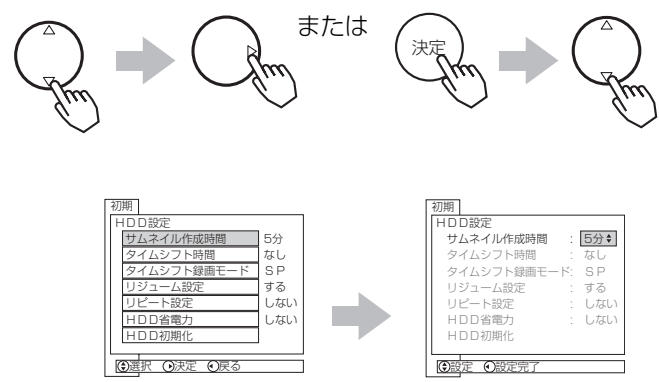 または
決定
初期
HDD設定
サムネイル作成時間 5分
タイムシフト時間 なし
タイムシフト録画モード SP
リジューム設定 する
リピート設定 しない
HDD省電力 しない
HDD初期化
選択 決定 戻る
初期
HDD設定
サムネイル作成時間 : 5分
タイムシフト時間 : なし
タイムシフト録画モード: SP
リジューム設定 : する
リピート設定 : しない
HDD省電力 : しない
HDD初期化
設定 設定完了